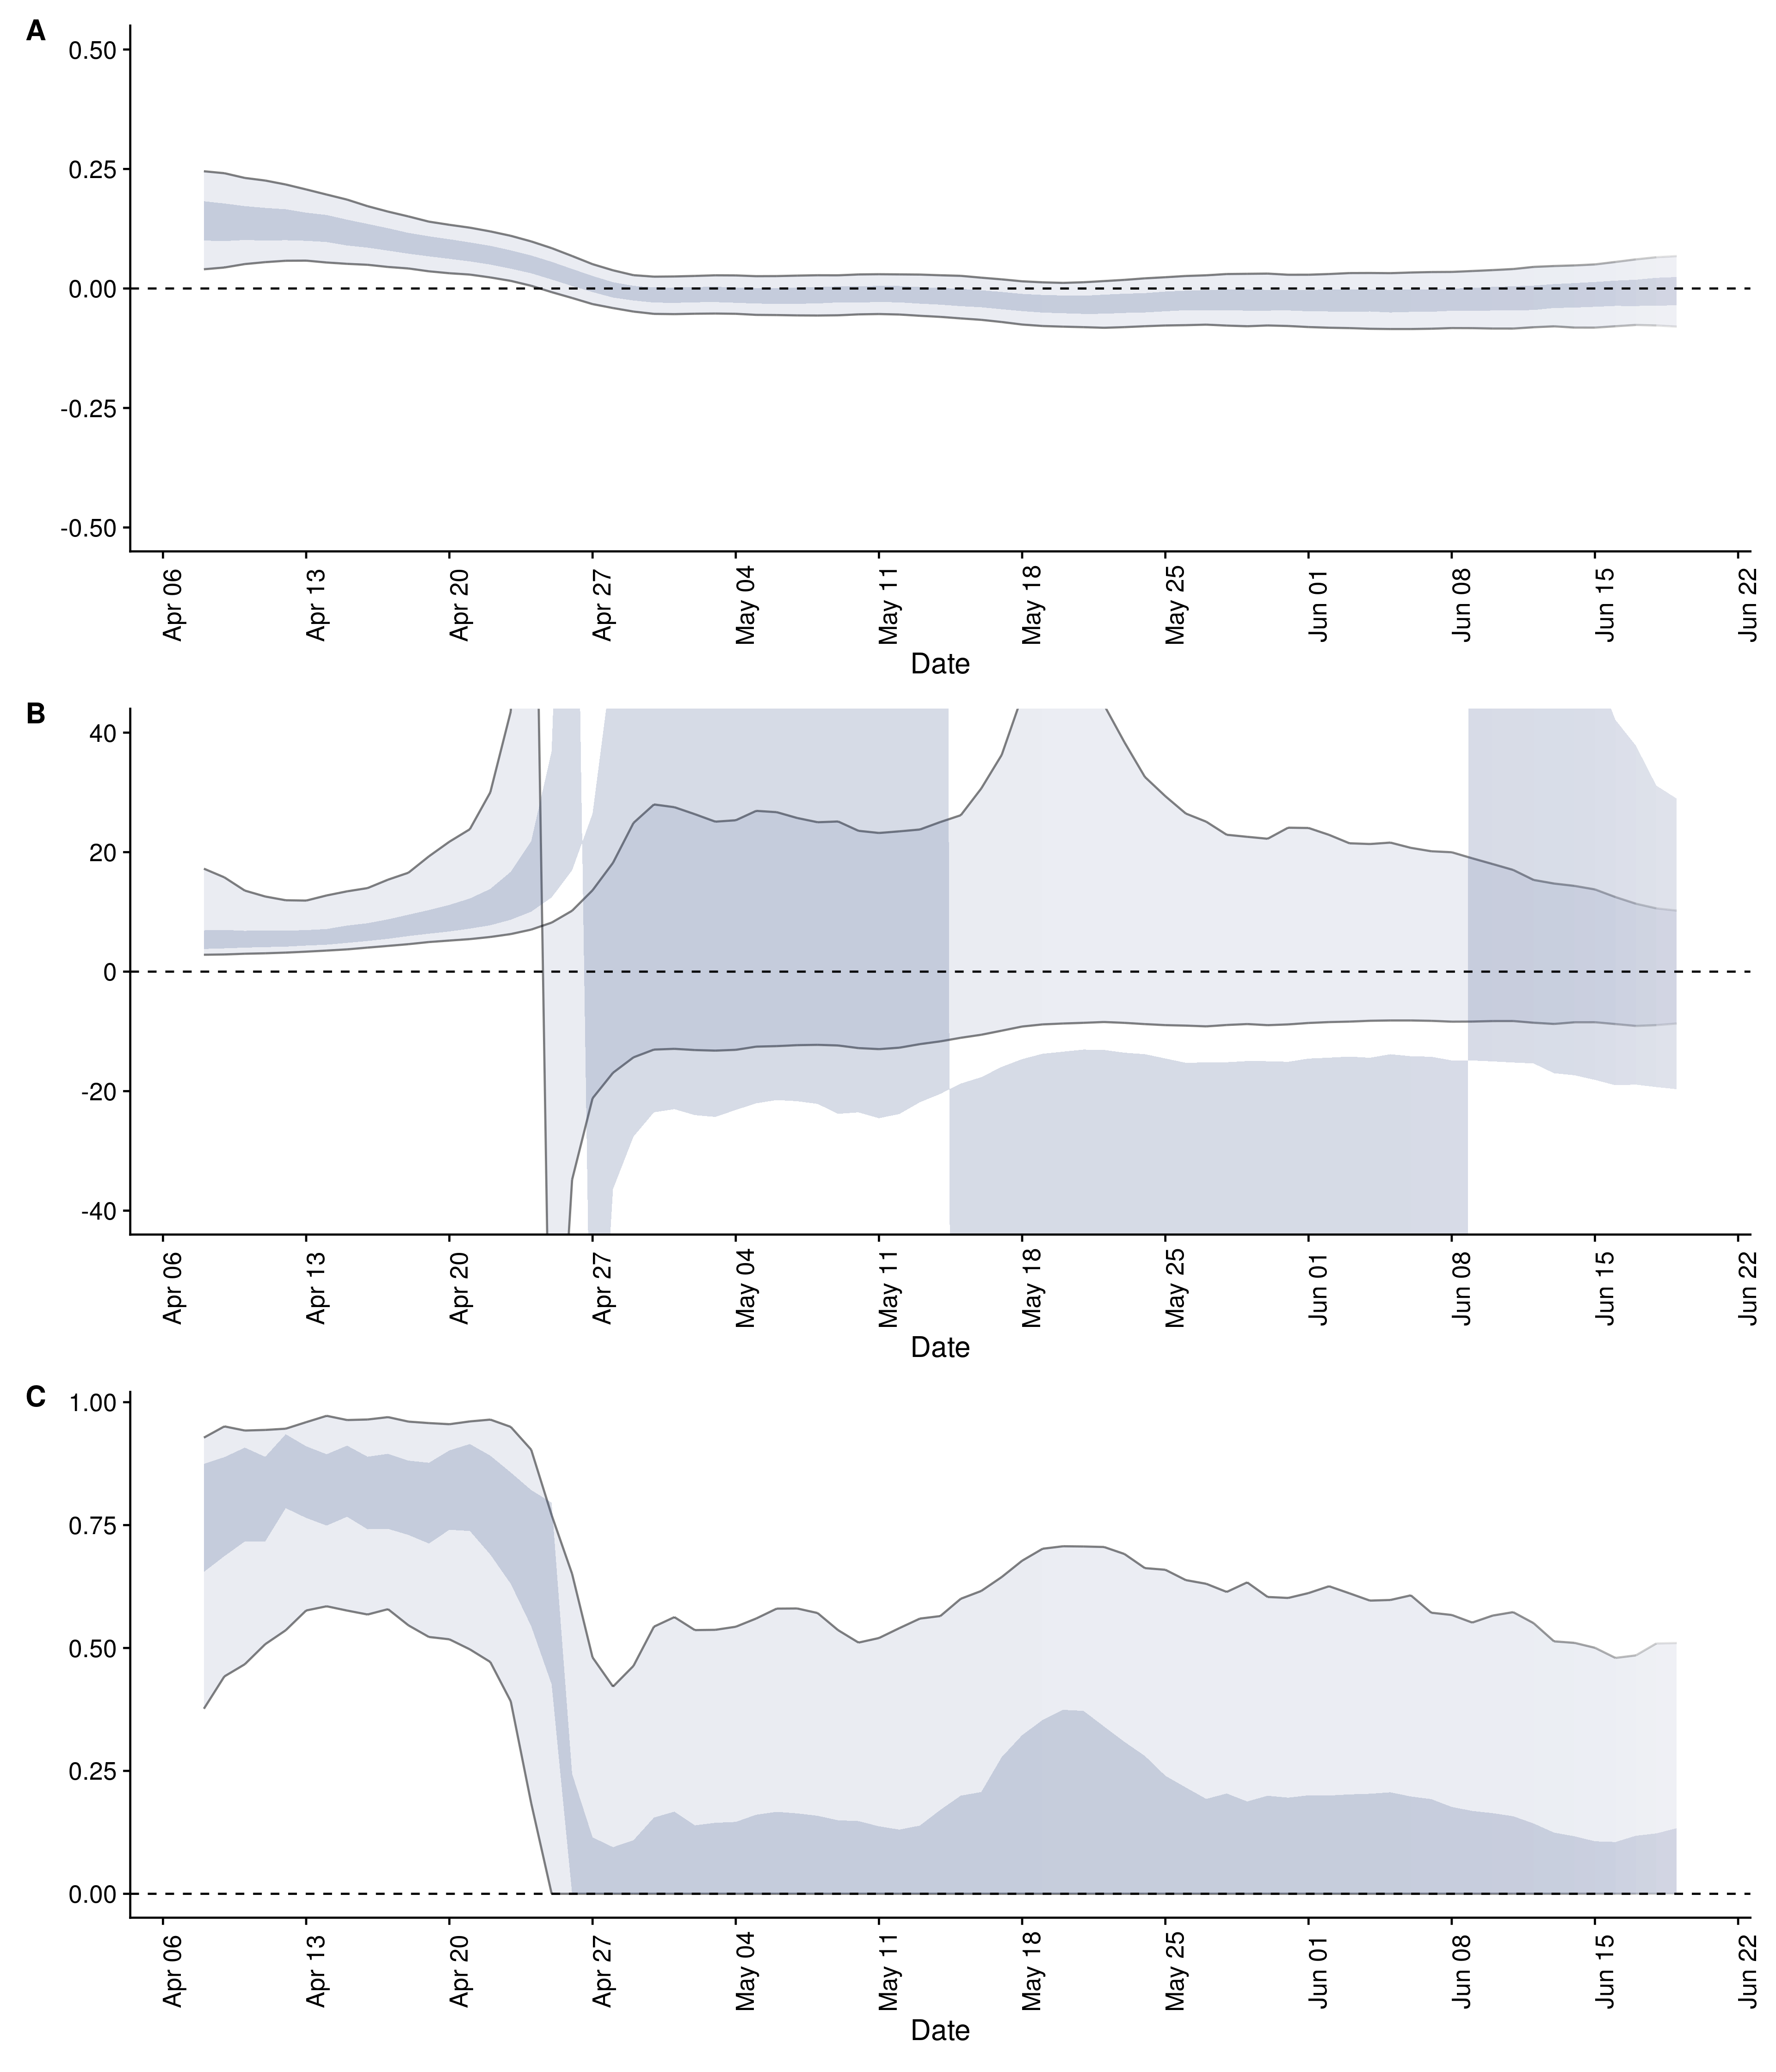 A
0.50
0.25
0.00
-0.25
-0.50
Apr 06
Apr 13
Apr 20
Apr 27
May 04
May 11
May 18
May 25
Jun 01
Jun 08
Jun 15
Jun 22
Date
B
40
20
0
-20
-40
Apr 06
Apr 13
Apr 20
Apr 27
May 04
May 11
May 18
May 25
Jun 01
Jun 08
Jun 15
Jun 22
Date
C
1.00
0.75
0.50
0.25
0.00
Apr 06
Apr 13
Apr 20
Apr 27
May 04
May 11
May 18
May 25
Jun 01
Jun 08
Jun 15
Jun 22
Date